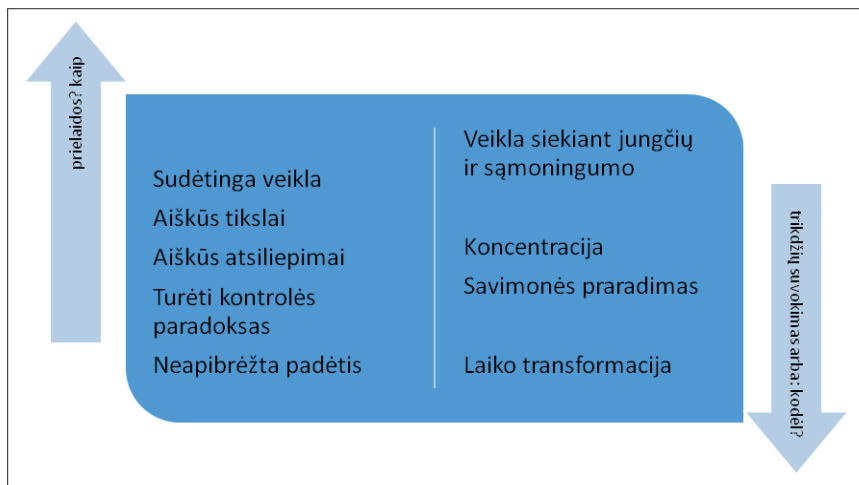 prielaidos? kaip
Sudėtinga veikla
Aiškūs tikslai
Aiškūs atsiliepimai
Turėti kontrolės
paradoksas
Neapibrėžta padėtis
Veikla siekiant jungčių
ir sąmoningumo
Koncentracija
Savimonės praradimas
Laiko transformacija
trikdžių suvokimas arba: kodėl?